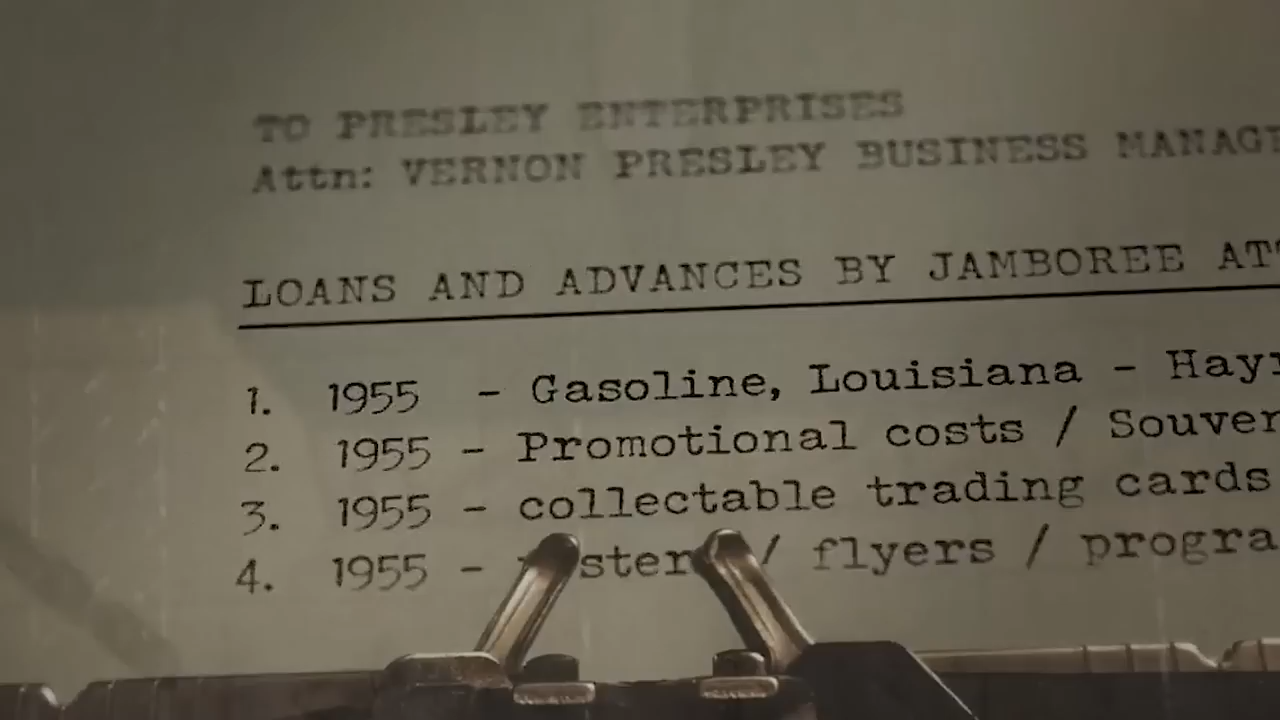 TO PRESLEY ENTERPRISES
Attn: VERNON PRESLEY BUSINESS
LOANS AND ADVANCES BY JAMBOREE
1. 1955 - Gasoline, Louisiana -
2. 1955 - Promotional costs /
3. 1955 - collectable trading cards
4. 1955 - / flyers /